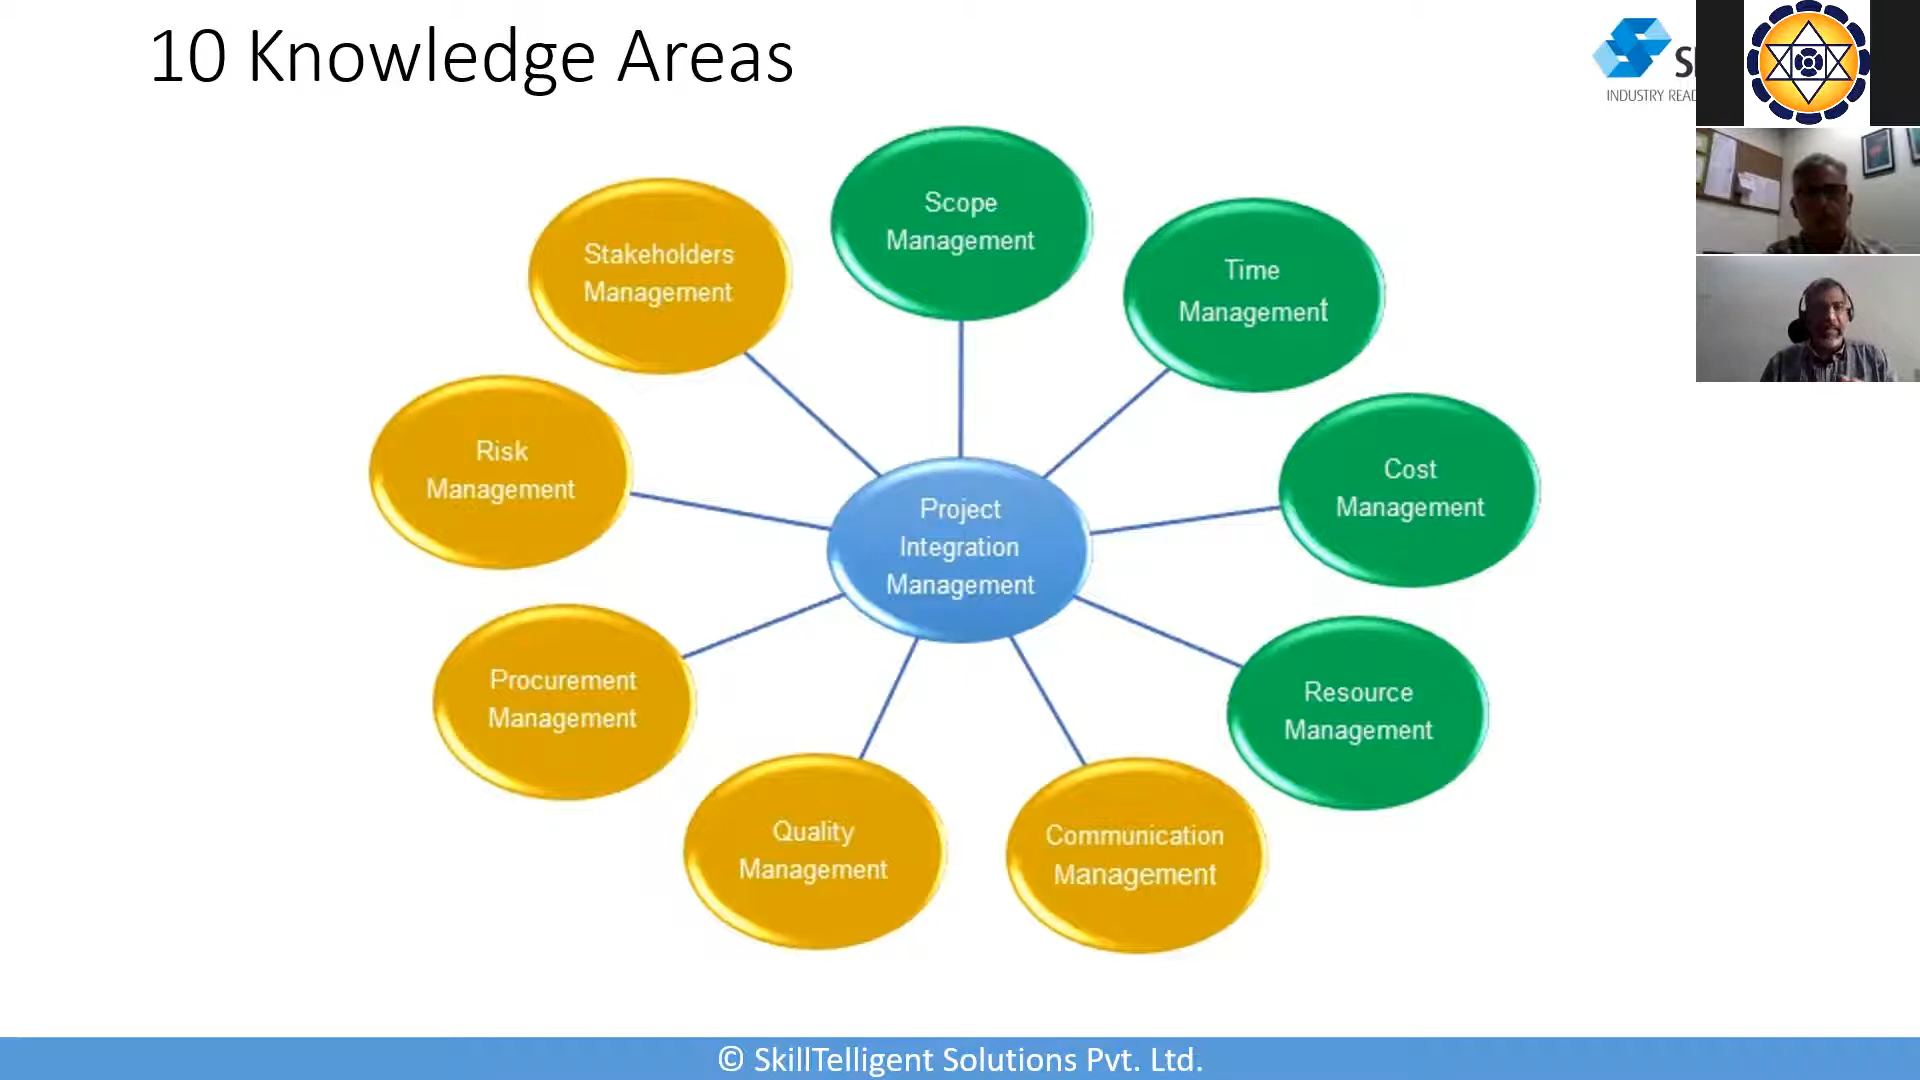 10 Knowledge Areas
INDUSTRY
Scope
Management
Stakeholders
Management
Time
Management
Risk
Management
Cost
Management
Project
Integration
Management
Procurement
Management
Resource
Management
Quality
Management
Communication
Management
© SkillTelligent Solutions Pvt. Ltd.